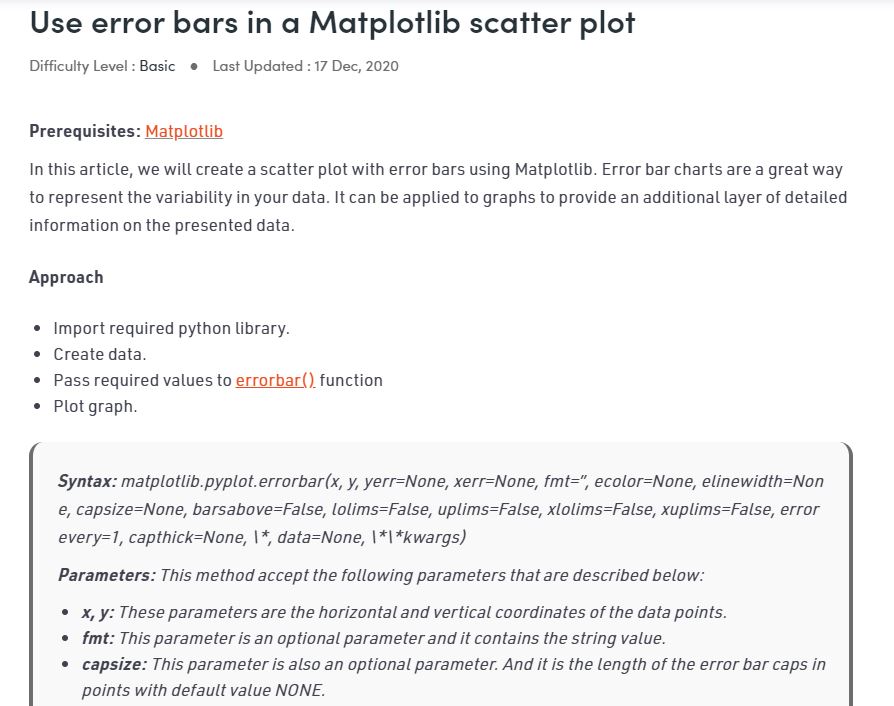 Use error bars in a Matplotlib scatter plot
Difficulty Level : Basic ● Last Updated : 17 Dec, 2020
Prerequisites: Matplotlib
In this article, we will create a scatter plot with error bars using Matplotlib. Error bar charts are a great way
to represent the variability in your data. It can be applied to graphs to provide an additional layer of detailed
information on the presented data.
Approach
• Import required python library.
• Create data.
• Pass required values to errorbar() function
• Plot graph.
Syntax: matplotlib.pyplot.errorbar(x, y, yerr=None, xerr=None, fmt=”, ecolor=None, elinewidth=Non
e, capsize=None, barsabove=False, lolims=False, uplims=False, xlolims=False, xuplims=False, error
every=1, capthick=None, \*, data=None, \*\*kwargs)
Parameters: This method accept the following parameters that are described below:
• x, y: These parameters are the horizontal and vertical coordinates of the data points.
• fmt: This parameter is an optional parameter and it contains the string value.
• capsize: This parameter is also an optional parameter. And it is the length of the error bar caps in
points with default value NONE.